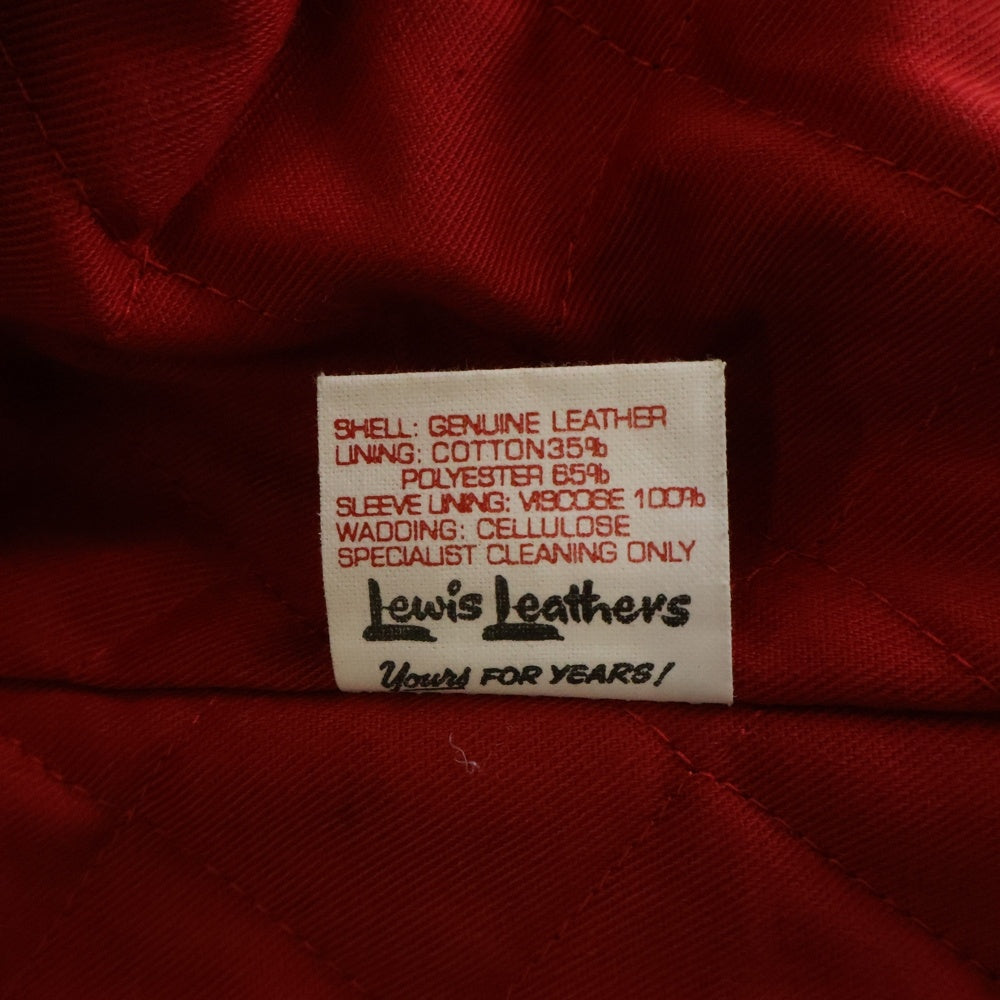 SHELL: GENUINE LEATHER
LINING: COTTON35%
POLYESTER 65%
SLEEVE LINING: VISCOSE 100%
WADDING: CELLULOSE
SPECIALIST CLEANING ONLY
Lewis Leathers
Yours FOR YEARS!